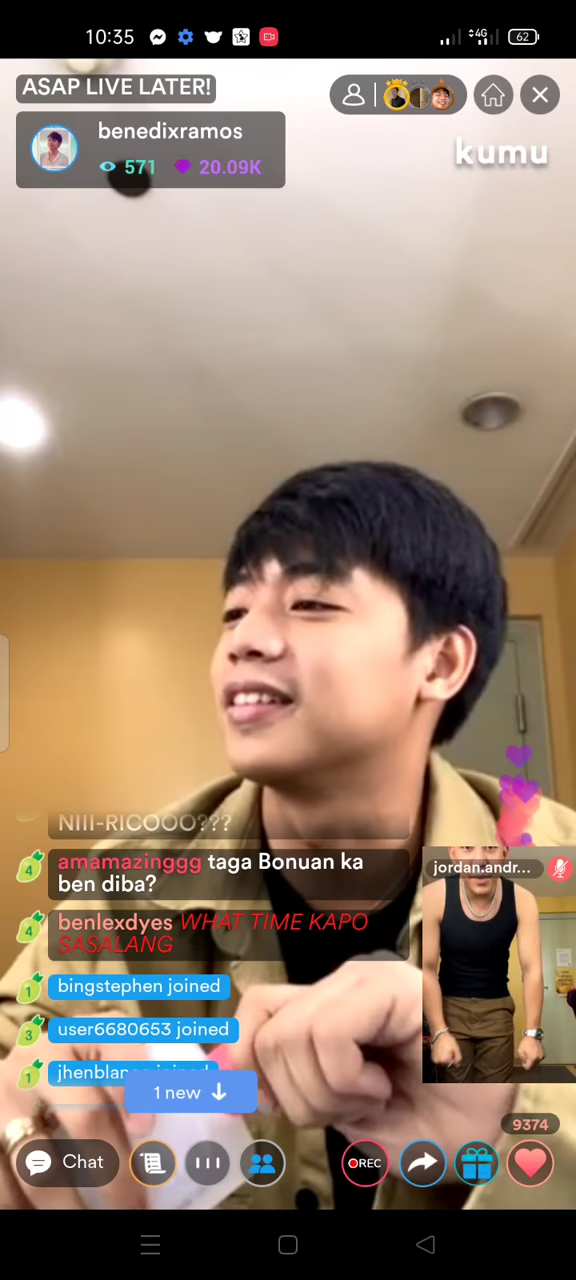 10:35
4G
62
ASAP LIVE LATER!
benedixramos
571
20.09K
kumu
NIII-RICOOO???
4
amamazinggg taga Bonuan ka
ben diba?
4
benlexdyes WHAT TIME KAPO
SASALANG
1
bingstephen joined
3
user6680653 joined
1
jhenblanco joined
1 new
jordan.andr...
9374
Chat
REC